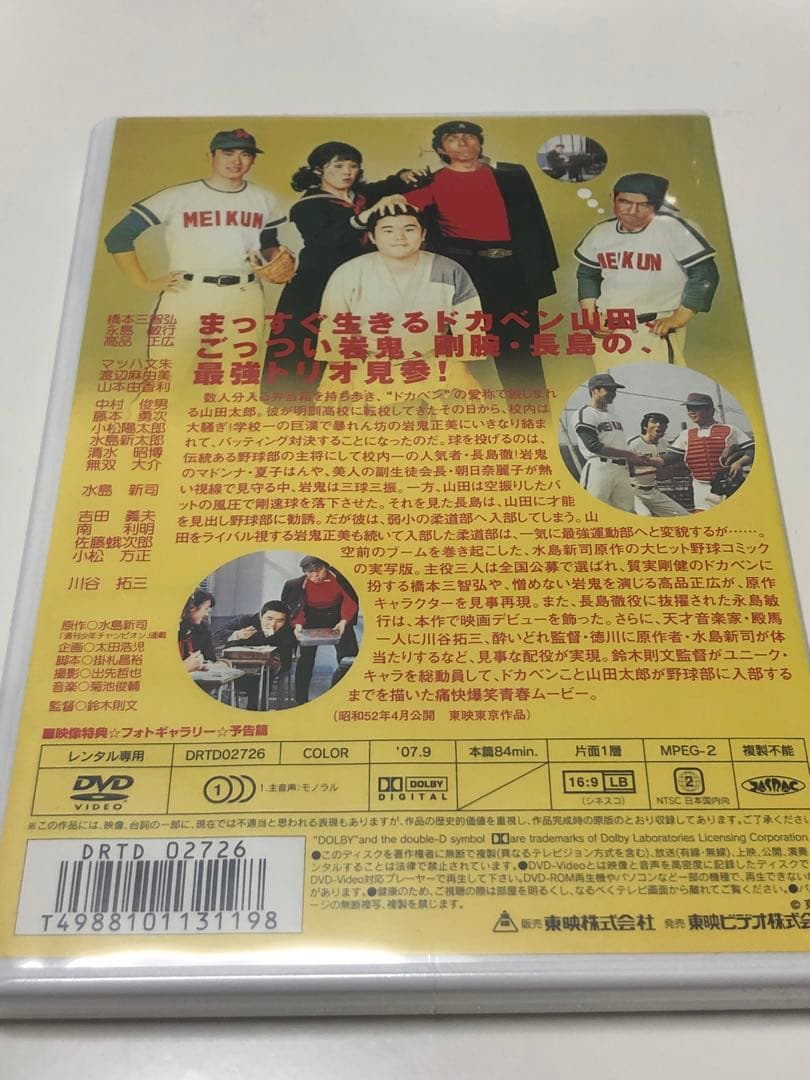 MEIKUN
MEIKUN
橋本三智弘
永島 敏行
高品 正広
マッハ文朱
渡辺麻由美
山本由香利
中村 俊男
藤本 勇次
小松陽太郎
水島新太郎
清水 昭博
無双 大介
水島 新司
吉田 義夫
南 利明
佐藤蛾次郎
小松 方正
川谷 拓三
原作○水島新司
「週刊少年チャンピオン」連載
企画○太田浩児
脚本○掛札昌裕
撮影○出先哲也
音楽○菊池俊輔
監督○鈴木則文
まっすぐ生きるドカベン山田、
ごっつい岩鬼、剛腕・長島の、
最強トリオ見参!
数人分入る弁当箱を持ち歩き、“ドカベン”の愛称で親しまれ
る山田太郎。彼が明訓高校に転校してきたその日から、校内は
大騒ぎ!学校一の巨漢で暴れん坊の岩鬼正美にいきなり絡ま
れて、バッティング対決することになったのだ。球を投げるのは、
伝統ある野球部の主将にして校内一の人気者・長島徹!岩鬼
のマドンナ・夏子はんや、美人の副生徒会長・朝日奈麗子が熱
い視線で見守る中、岩鬼は三球三振。一方、山田は空振りしたバ
ットの風圧で剛速球を落下させた。それを見た長島は、山田に才能
を見出し野球部に勧誘。だが彼は、弱小の柔道部へ入部してしまう。山
田をライバル視する岩鬼正美も続いて入部した柔道部は、一気に最強運動部へと変貌するが……。
空前のブームを巻き起こした、水島新司原作の大ヒット野球コミック
の実写版。主役三人は全国公募で選ばれ、質実剛健のドカベンに
扮する橋本三智弘や、憎めない岩鬼を演じる高品正広が、原作
キャラクターを見事再現。また、長島徹役に抜擢された永島敏
行は、本作で映画デビューを飾った。さらに、天才音楽家・殿馬
一人に川谷拓三、酔いどれ監督・徳川に原作者・水島新司が体
当たりするなど、見事な配役が実現。鈴木則文監督がユニーク・
キャラを総動員して、ドカベンこと山田太郎が野球部に入部する
までを描いた痛快爆笑青春ムービー。
(昭和52年4月公開 東映東京作品)
■映像特典☆フォトギャラリー☆予告篇
レンタル専用 DRTD02726 COLOR '07.9 本篇84min. 片面1層 MPEG-2 複製不能
DVD VIDEO 1 1.主音声:モノラル DOLBY DIGITAL 16:9 LB (シネスコ) 2 NTSC 日本国内向 JASRAC
※この作品には、映像、台詞の一部に、現在では不適当と思われる表現もありますが、作品の歴史的価値を重視し、作品完成時の原版のとおり収録してあります。ご了承くださ
"DOLBY"and the double-D symbol are trademarks of Dolby Laboratories Licensing Corporation.
●このディスクを著作権者に無断で複製(異なるテレビジョン方式を含む)、放送(有線・無線)、上映、公開、演奏
ンタルすることは法律で禁止されています。●DVD-Videoとは映像と音声を高密度に記録したディスクで
DVD-Video対応プレーヤーで再生して下さい。DVD-ROM再生機やパソコンなど一部の機種で、再生できない
があります。●健康のため、ご視聴の際は部屋を明るくし、なるべくテレビ画面から離れてご覧ください。
ージの無断複写、複製を禁じます。
DRTD 02726
T4988101131198
販売 東映株式会社 発売 東映ビデオ株式会